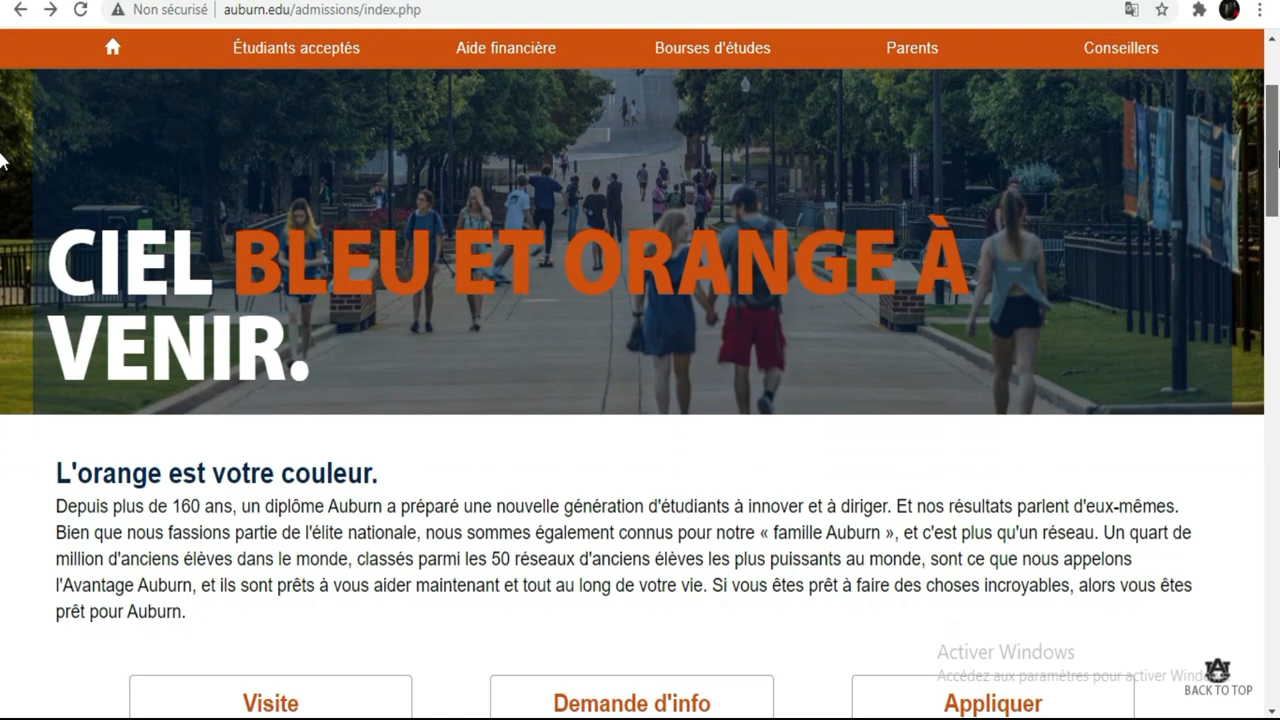 Non sécurisé
auburn.edu/admissions/index.php
Étudiants acceptés
Aide financière
Bourses d'études
Parents
Conseillers
CIEL BLEU ET ORANGE À
VENIR.
L'orange est votre couleur.
Depuis plus de 160 ans, un diplôme Auburn a préparé une nouvelle génération d'étudiants à innover et à diriger. Et nos résultats parlent d'eux-mêmes.
Bien que nous fassions partie de l'élite nationale, nous sommes également connus pour notre « famille Auburn », et c'est plus qu'un réseau. Un quart de
million d'anciens élèves dans le monde, classés parmi les 50 réseaux d'anciens élèves les plus puissants au monde, sont ce que nous appelons
l'Avantage Auburn, et ils sont prêts à vous aider maintenant et tout au long de votre vie. Si vous êtes prêt à faire des choses incroyables, alors vous êtes
prêt pour Auburn.
Activer Windows
Accédez aux paramètres pour activer
BACK TO TOP
Visite
Demande d'info
Appliquer